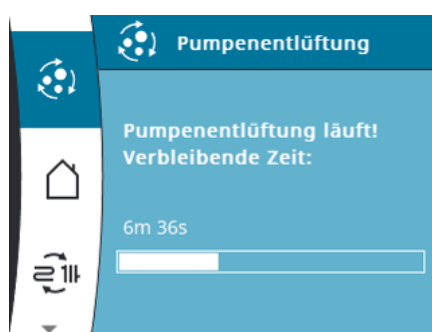 Pumpenentlüftung
Pumpenentlüftung läuft!
Verbleibende Zeit:
6m 36s